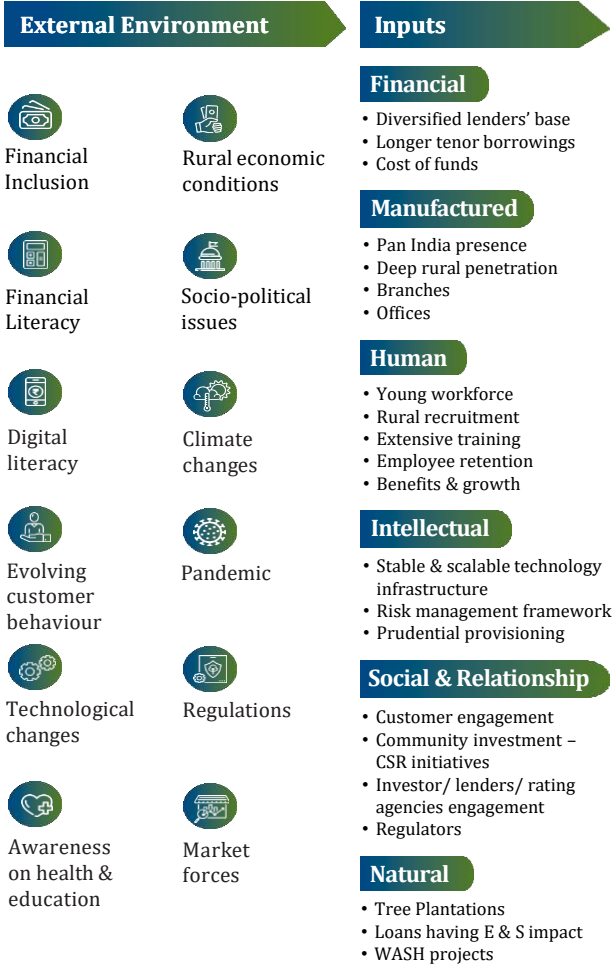 External Environment
Financial
Inclusion
Rural economic
conditions
Financial
Literacy
Socio-political
issues
Digital
literacy
Climate
changes
Evolving
customer
behaviour
Pandemic
Technological
changes
Regulations
Awareness
on health &
education
Market
forces
Inputs
Financial
• Diversified lenders’ base
• Longer tenor borrowings
• Cost of funds
Manufactured
• Pan India presence
• Deep rural penetration
• Branches
• Offices
Human
• Young workforce
• Rural recruitment
• Extensive training
• Employee retention
• Benefits & growth
Intellectual
• Stable & scalable technology
infrastructure
• Risk management framework
• Prudential provisioning
Social & Relationship
• Customer engagement
• Community investment –
CSR initiatives
• Investor/ lenders/ rating
agencies engagement
• Regulators
Natural
• Tree Plantations
• Loans having E & S impact
• WASH projects